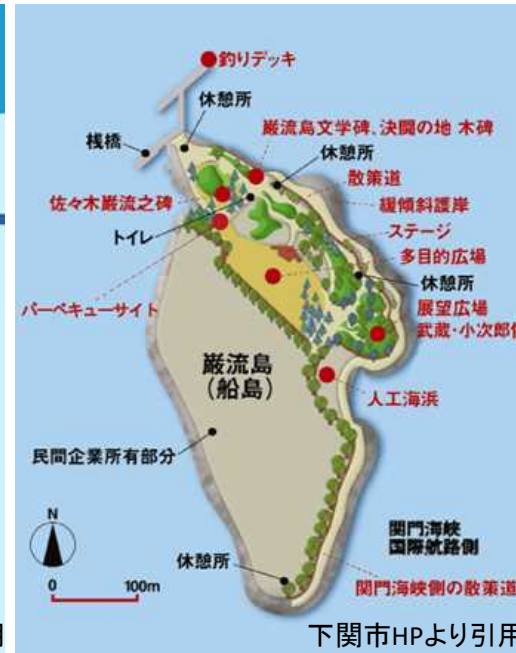 釣りデッキ
休憩所
桟橋
巌流島文学碑、決闘の地 木碑
休憩所
散策道
佐々木巌流之碑
緩傾斜護岸
トイレ
ステージ
多目的広場
休憩所
バーベキューサイト
展望広場
武蔵・小次郎
巌流島
(船島)
人工海浜
民間企業所有部分
N
関門海峡
国際航路側
休憩所
0 100m
関門海峡側の散策道
下関市HPより引用